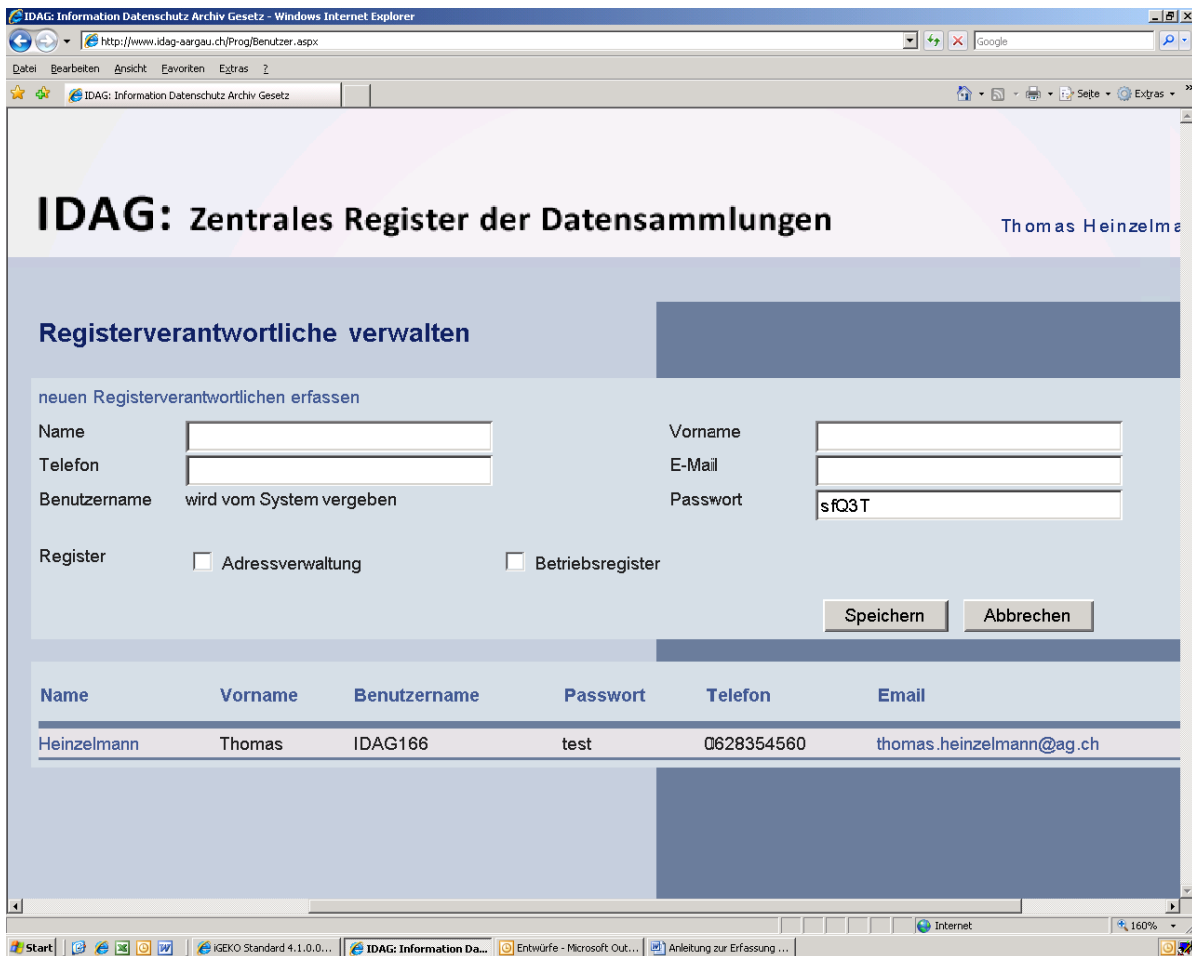 IDAG: Information Datenschutz Archiv Gesetz - Windows Internet Explorer
http://www.idag-aargau.ch/Prog/Benutzer.aspx
Google
Datei Bearbeiten Ansicht Favoriten Extras ?
IDAG: Information Datenschutz Archiv Gesetz
Seite Extras
IDAG: Zentrales Register der Datensammlungen
Thomas Heinzelma
Registerverantwortliche verwalten
neuen Registerverantwortlichen erfassen
Name Vorname
Telefon E-Mail
Benutzername wird vom System vergeben Passwort sfQ3T
Register Adressverwaltung Betriebsregister
Speichern Abbrechen
Name Vorname Benutzername Passwort Telefon Email
Heinzelmann Thomas IDAG166 test 0628354560 thomas.heinzelmann@ag.ch
Internet 160%
Start iGEKO Standard 4.1.0.0... IDAG: Information Da... Entwürfe - Microsoft Out... Anleitung zur Erfassung ...